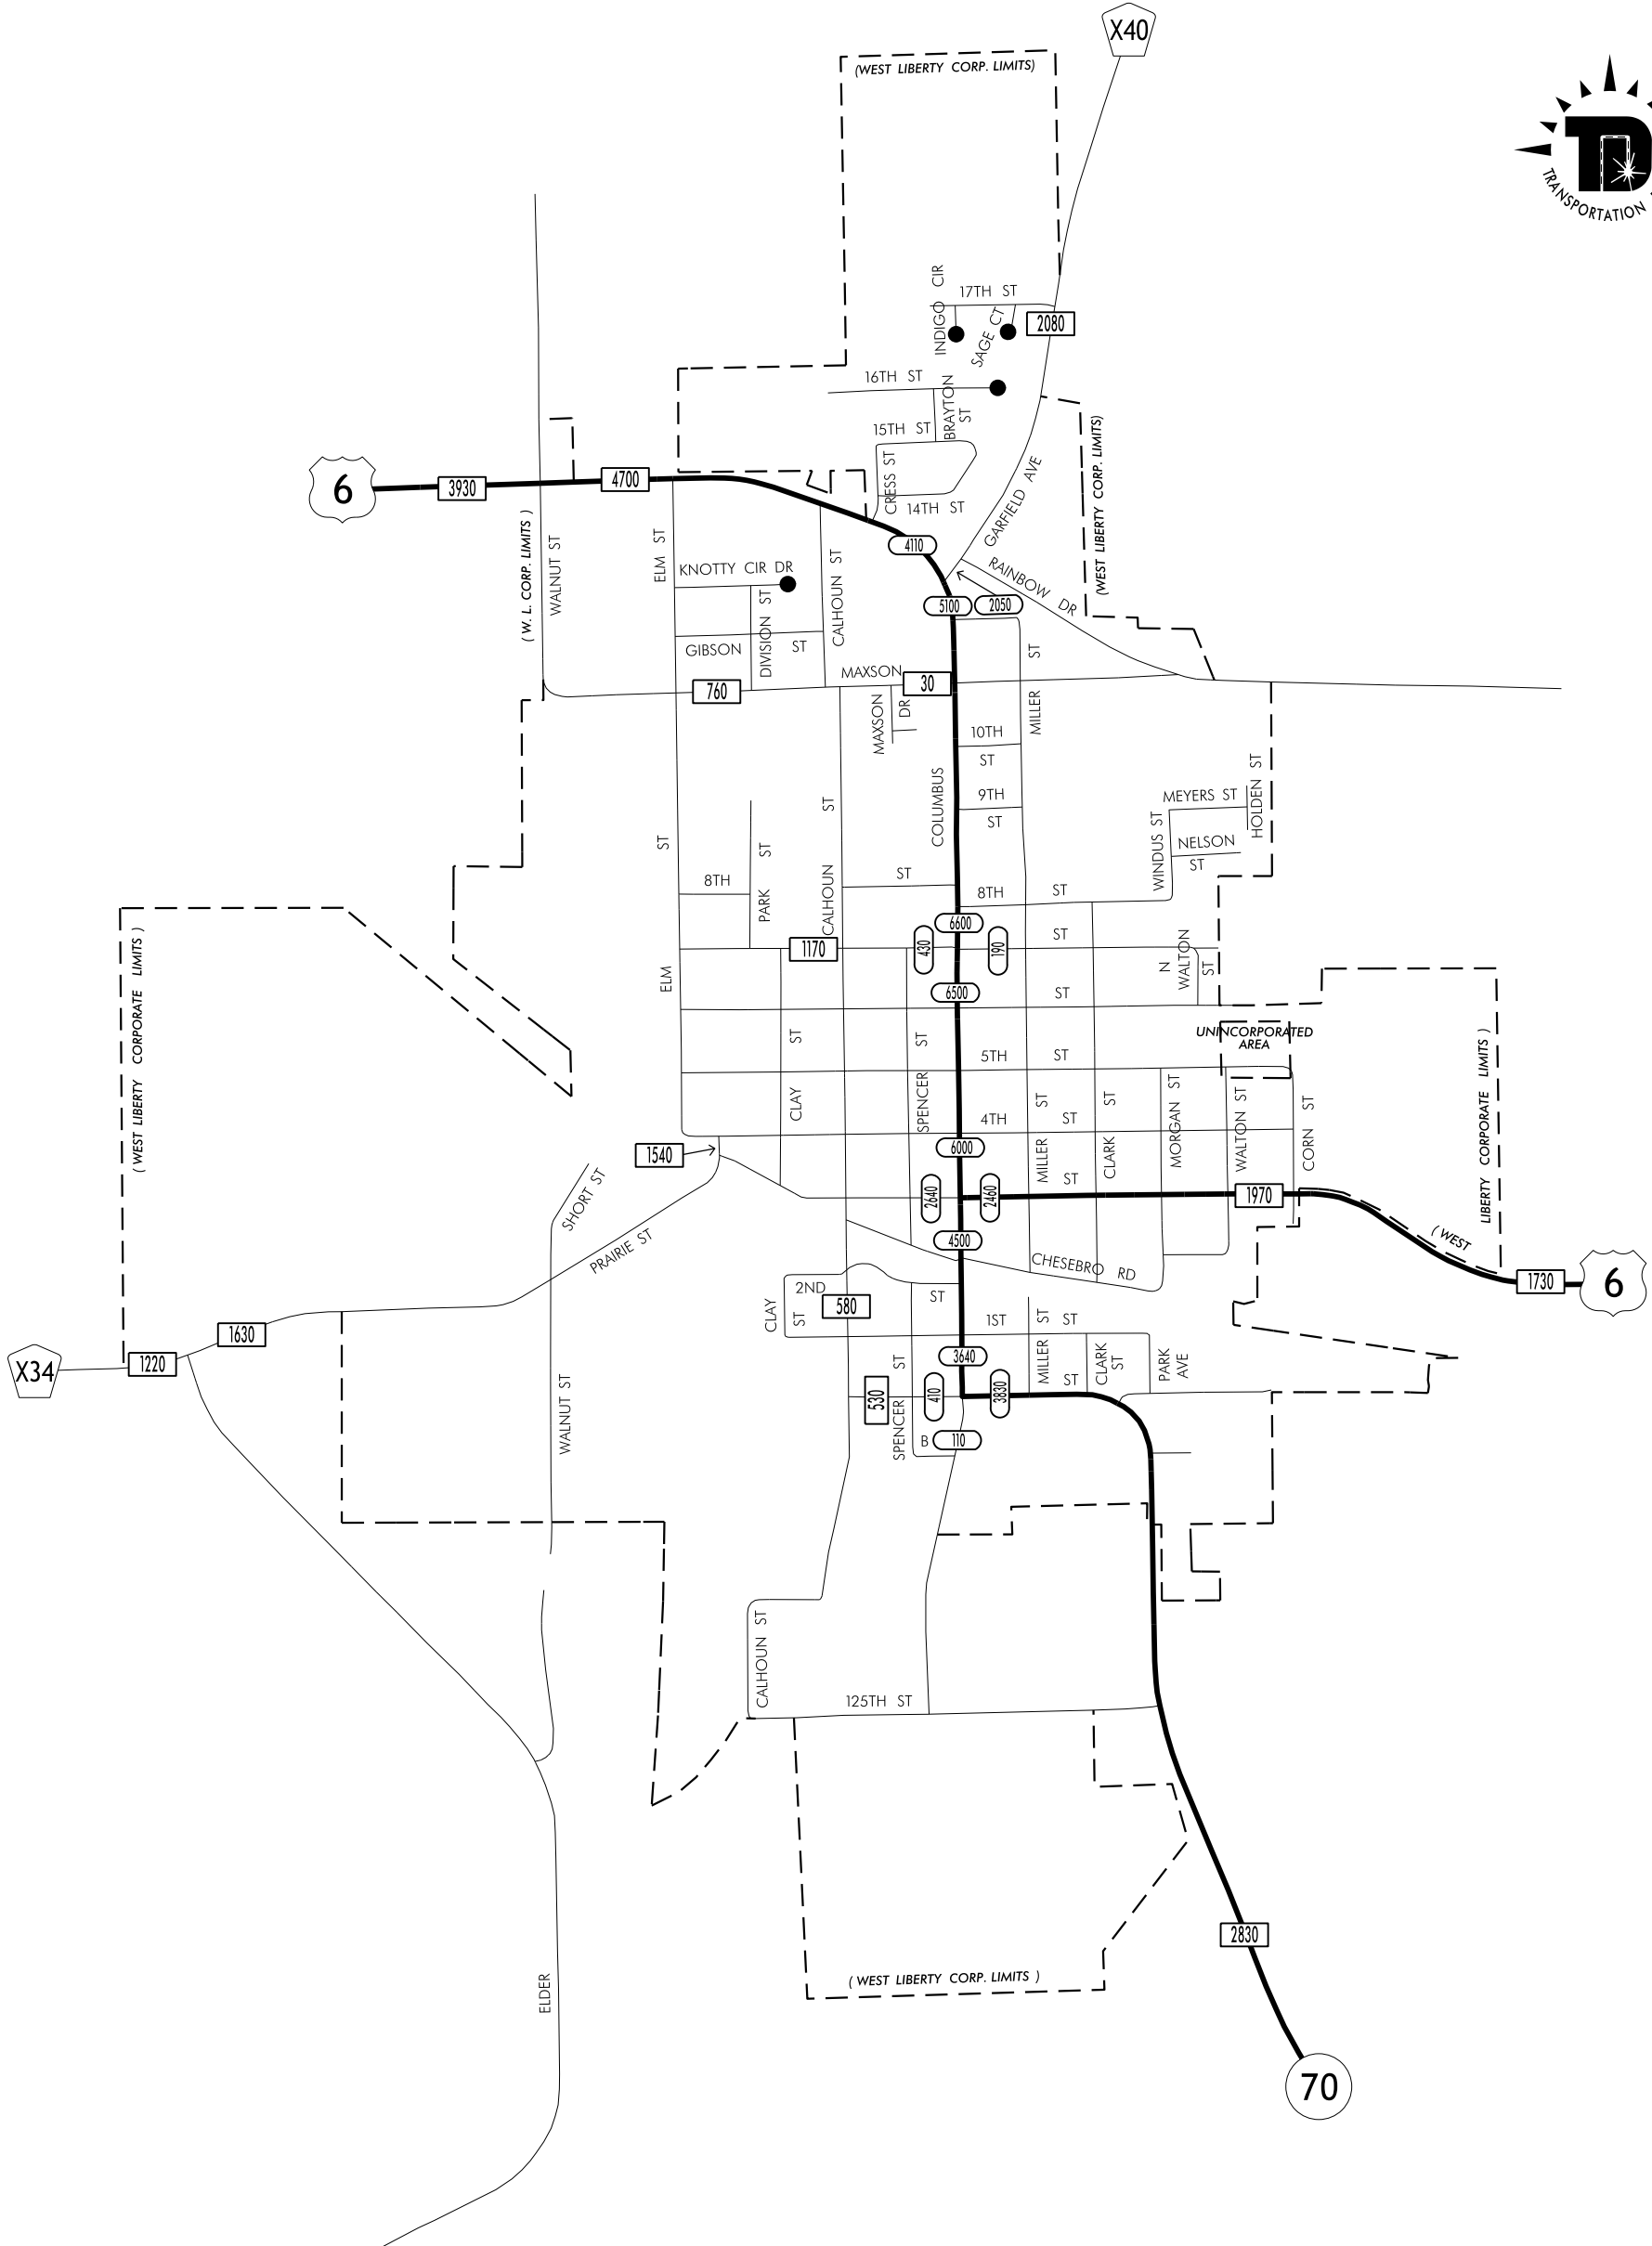 X40
(WEST LIBERTY CORP. LIMITS)
TRANSPORTATION
INDIGO CIR
17TH ST
SAGE CT
2080
16TH ST
BRAYTON ST
15TH ST
CRESS ST
14TH ST
GARFIELD AVE
(WEST LIBERTY CORP. LIMITS)
6
3930
4700
4110
(W. L. CORP. LIMITS )
WALNUT ST
ELM ST
KNOTTY CIR DR
DIVISION ST
CALHOUN ST
RAINBOW DR
5100
2050
GIBSON ST
MAXSON
30
760
MAXSON DR
MILLER ST
10TH
ST
COLUMBUS
9TH
ST
MEYERS ST
HOLDEN ST
WINDUS ST
NELSON
ST
ELM ST
8TH
PARK ST
CALHOUN ST
ST
8TH ST
6600
430
190
1170
ST
N WALTON ST
6500
ST
UNINCORPORATED
AREA
( WEST LIBERTY CORPORATE LIMITS )
CLAY ST
SPENCER ST
5TH ST
4TH ST
MILLER ST
CLARK ST
MORGAN ST
WALTON ST
CORN ST
LIBERTY CORPORATE LIMITS )
( WEST
6000
1540
2640
2460
ST
1970
SHORT ST
PRAIRIE ST
4500
CHESEBRO RD
1730
6
CLAY ST
2ND ST
580
1ST ST
1630
1220
X34
3640
MILLER ST
CLARK ST
PARK AVE
ST
530
410
3830
SPENCER ST
B
110
WALNUT ST
CALHOUN ST
125TH ST
2830
( WEST LIBERTY CORP. LIMITS )
ELDER
70